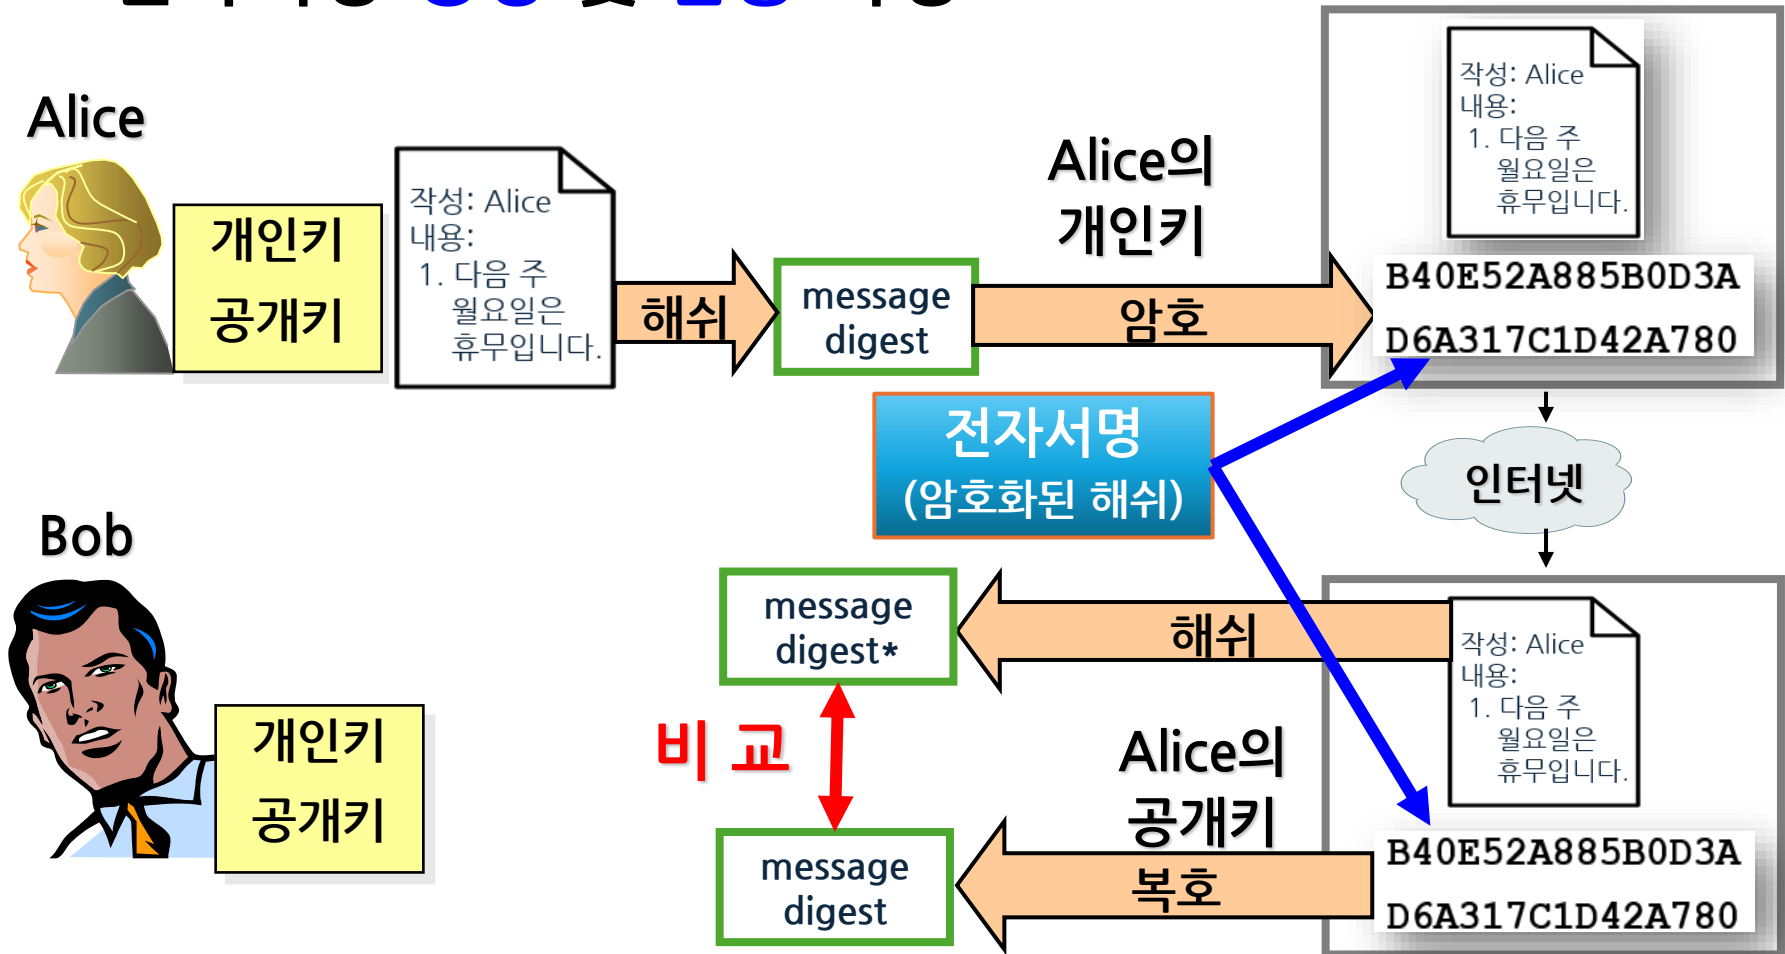 및
Alice
개인키
공개키
작성: Alice
내용:
1. 다음 주
월요일은
휴무입니다.
해쉬
message
digest
Alice의
개인키
암호
작성: Alice
내용:
1. 다음 주
월요일은
휴무입니다.
B40E52A885B0D3A
D6A317C1D42A780
전자서명
(암호화된 해쉬)
인터넷
Bob
개인키
공개키
message
digest*
해쉬
작성: Alice
내용:
1. 다음 주
월요일은
휴무입니다.
비 교
Alice의
공개키
message
digest
복호
B40E52A885B0D3A
D6A317C1D42A780